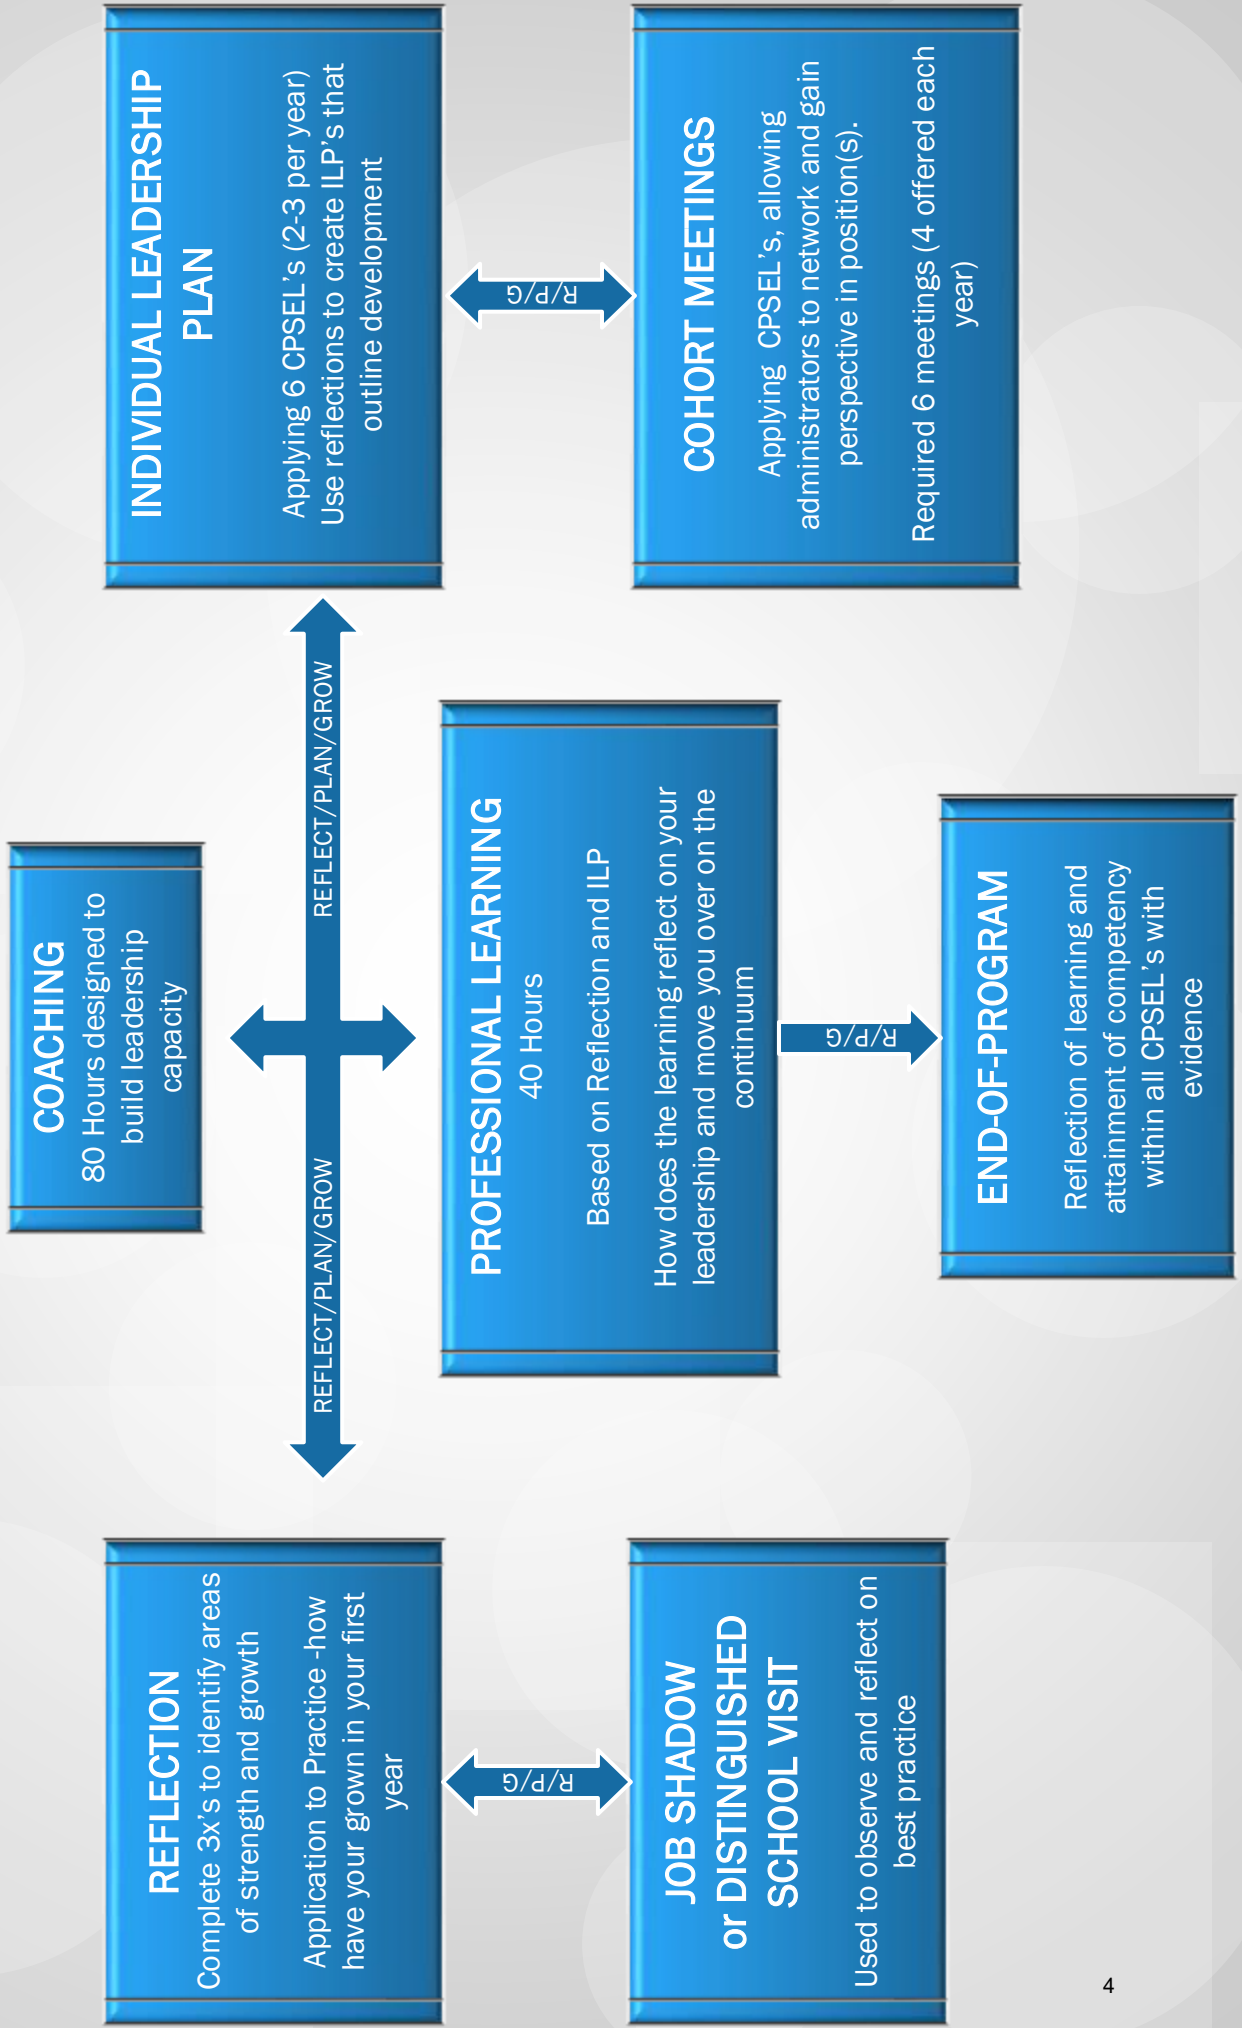 COACHING
80 Hours designed to
build leadership
capacity
REFLECTION
Complete 3x's to identify areas
of strength and growth
Application to Practice -how
have your grown in your first
year
REFLECT/PLAN/GROW
REFLECT/PLAN/GROW
INDIVIDUAL LEADERSHIP
PLAN
Applying 6 CPSEL's (2-3 per year)
Use reflections to create ILP's that
outline development
PROFESSIONAL LEARNING
40 Hours
Based on Reflection and ILP
How does the learning reflect on your
leadership and move you over on the
continuum
R/P/G
R/P/G
JOB SHADOW
or DISTINGUISHED
SCHOOL VISIT
Used to observe and reflect on
best practice
COHORT MEETINGS
Applying CPSEL's, allowing
administrators to network and gain
perspective in position(s).
Required 6 meetings (4 offered each
year)
R/P/G
END-OF-PROGRAM
Reflection of learning and
attainment of competency
within all CPSEL's with
evidence
4